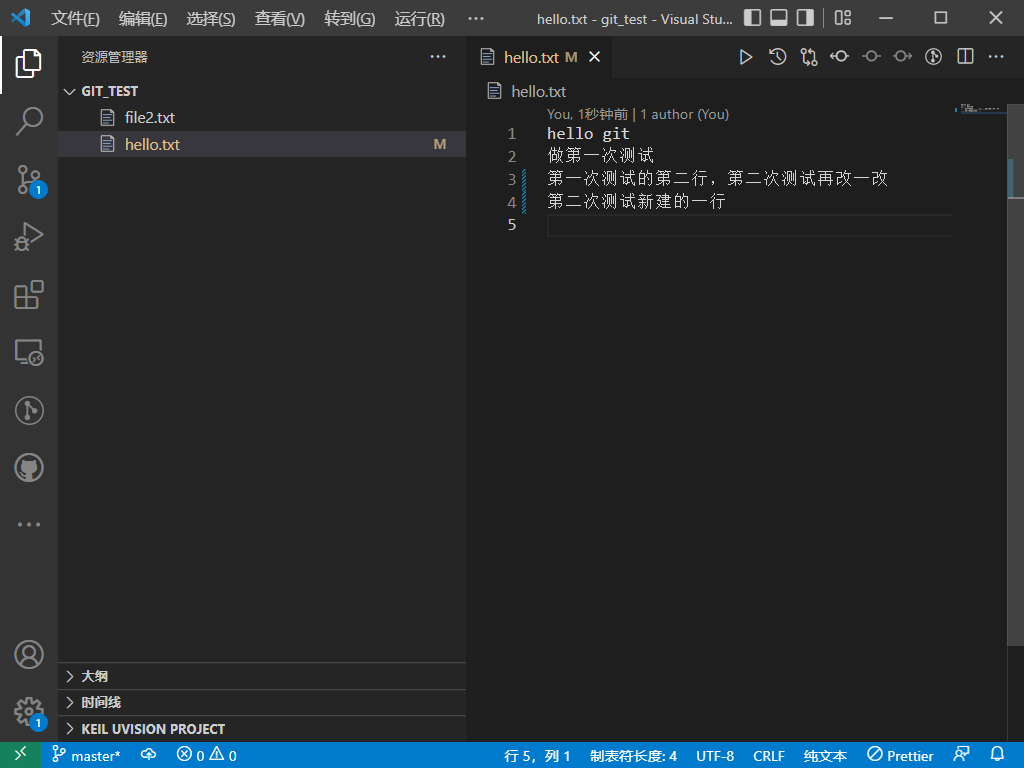 文件(F) 编辑(E) 选择(S) 查看(V) 转到(G) 运行(R) ··· hello.txt - git_test - Visual Stu...
资源管理器 ···
GIT_TEST
file2.txt
hello.txt M
大纲
时间线
KEIL UVISION PROJECT
hello.txt M
hello.txt
You, 1秒钟前 | 1 author (You)
1 hello git
2 做第一次测试
3 第一次测试的第二行，第二次测试再改一改
4 第二次测试新建的一行
5
1
1
master* 0 0 行 5，列 1 制表符长度: 4 UTF-8 CRLF 纯文本 Prettier